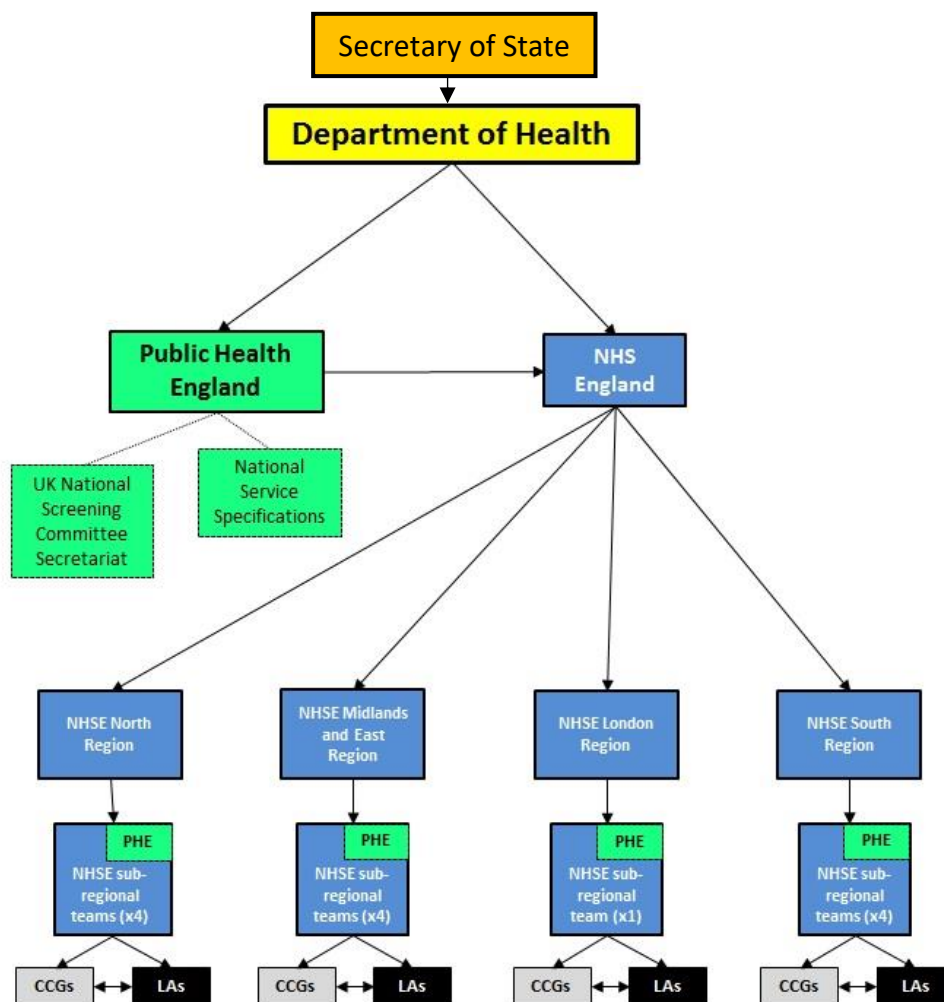 Secretary of State
Department of Health
Public Health
England
NHS
England
UK National
Screening
Committee
Secretariat
National
Service
Specifications
NHSE North
Region
NHSE Midlands
and East
Region
NHSE London
Region
NHSE South
Region
PHE
NHSE sub-
regional
teams (x4)
PHE
NHSE sub-
regional
teams (x4)
PHE
NHSE sub-
regional
team (x1)
PHE
NHSE sub-
regional
teams (x4)
CCGs
LAs
CCGs
LAs
CCGs
LAs
CCGs
LAs